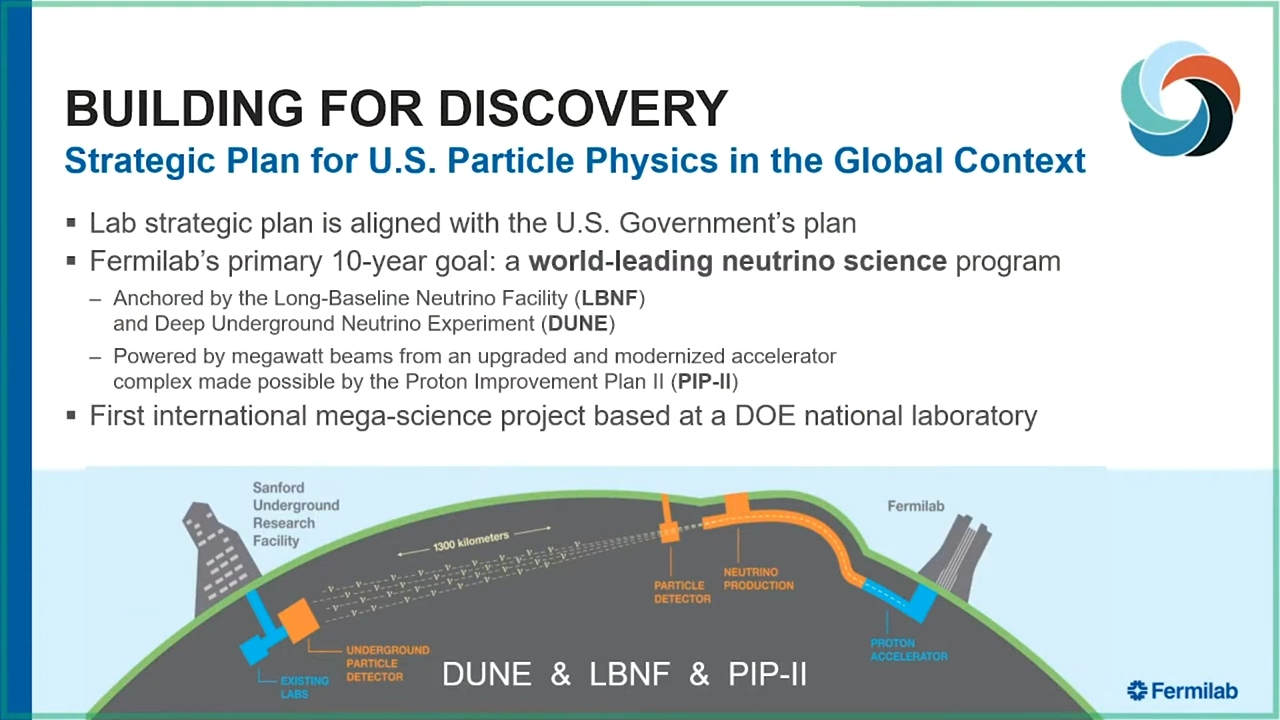 BUILDING FOR DISCOVERY
Strategic Plan for U.S. Particle Physics in the Global Context
▪ Lab strategic plan is aligned with the U.S. Government’s plan
▪ Fermilab’s primary 10-year goal: a world-leading neutrino science program
– Anchored by the Long-Baseline Neutrino Facility (LBNF)
and Deep Underground Neutrino Experiment (DUNE)
– Powered by megawatt beams from an upgraded and modernized accelerator
complex made possible by the Proton Improvement Plan II (PIP-II)
▪ First international mega-science project based at a DOE national laboratory
Sanford
Underground
Research
Facility
1300 kilometers
Fermilab
PARTICLE
DETECTOR
NEUTRINO
PRODUCTION
PROTON
ACCELERATOR
UNDERGROUND
PARTICLE
DETECTOR
EXISTING
LABS
DUNE & LBNF & PIP-II
Fermilab